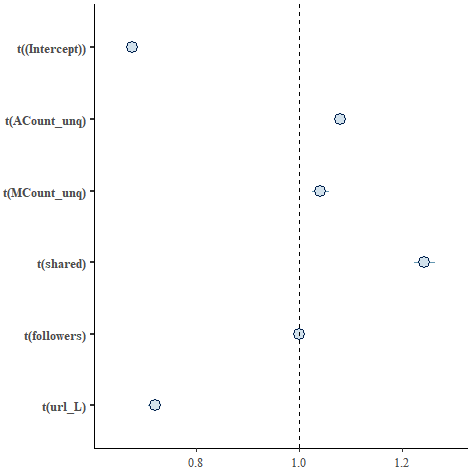 t((Intercept))
t(ACount_unq)
t(MCount_unq)
t(shared)
t(followers)
t(url_L)
0.8 1.0 1.2